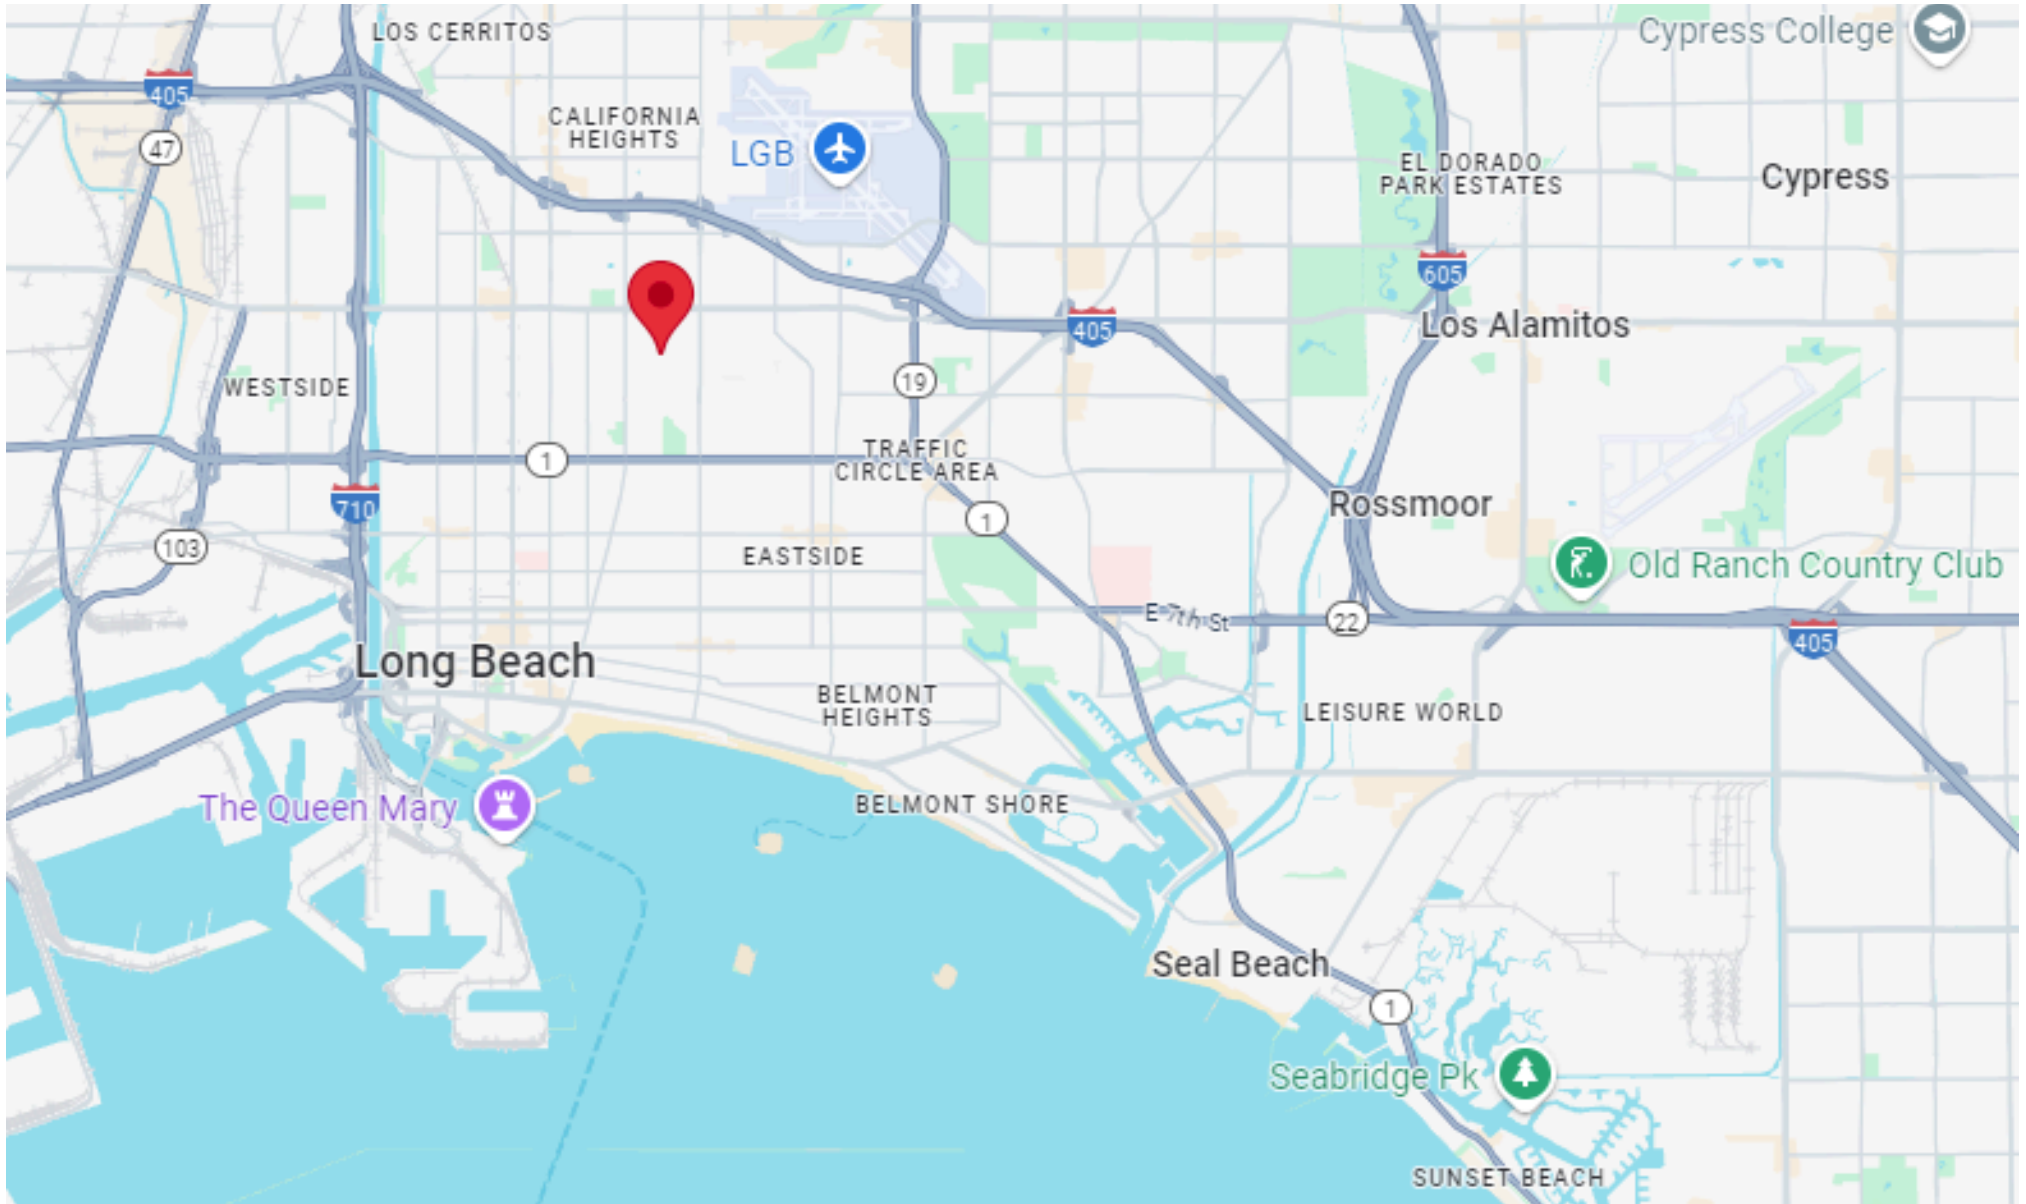 LOS CERRITOS
Cypress College
405
CALIFORNIA
HEIGHTS
47
LGB
EL DORADO
PARK ESTATES
Cypress
605
405
Los Alamitos
WESTSIDE
19
1
TRAFFIC
CIRCLE AREA
710
Rossmoor
1
103
EASTSIDE
Old Ranch Country Club
E 7th St
22
405
Long Beach
BELMONT
HEIGHTS
LEISURE WORLD
The Queen Mary
BELMONT SHORE
Seal Beach
1
Seabridge Pk
SUNSET BEACH